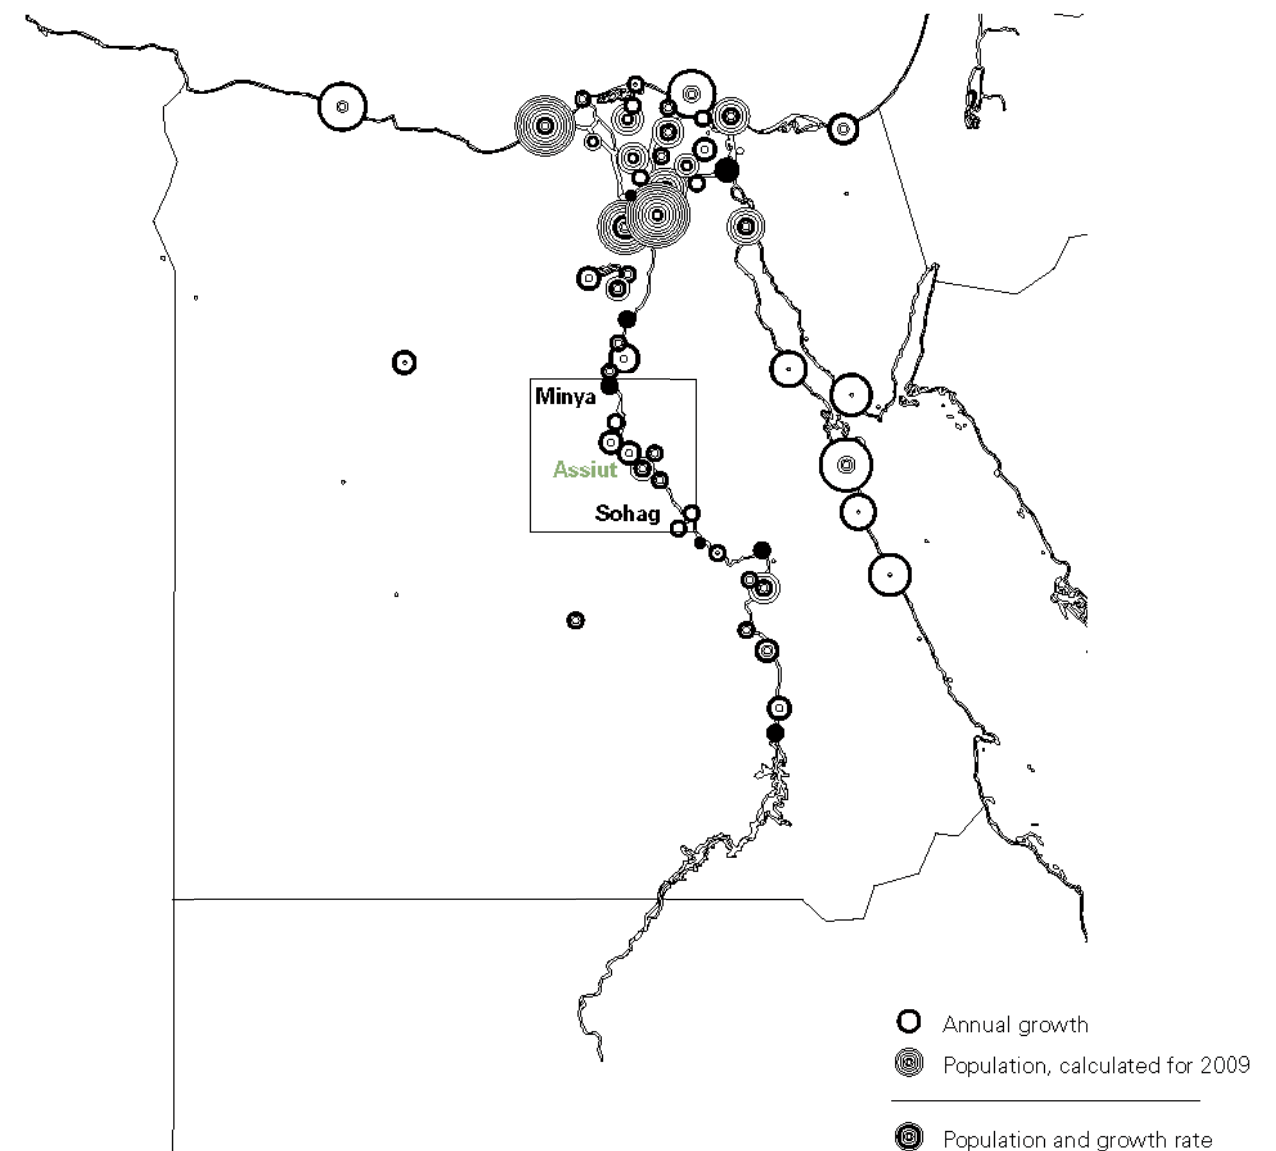 Minya
Assiut
Sohag
Annual growth
Population, calculated for 2009
Population and growth rate